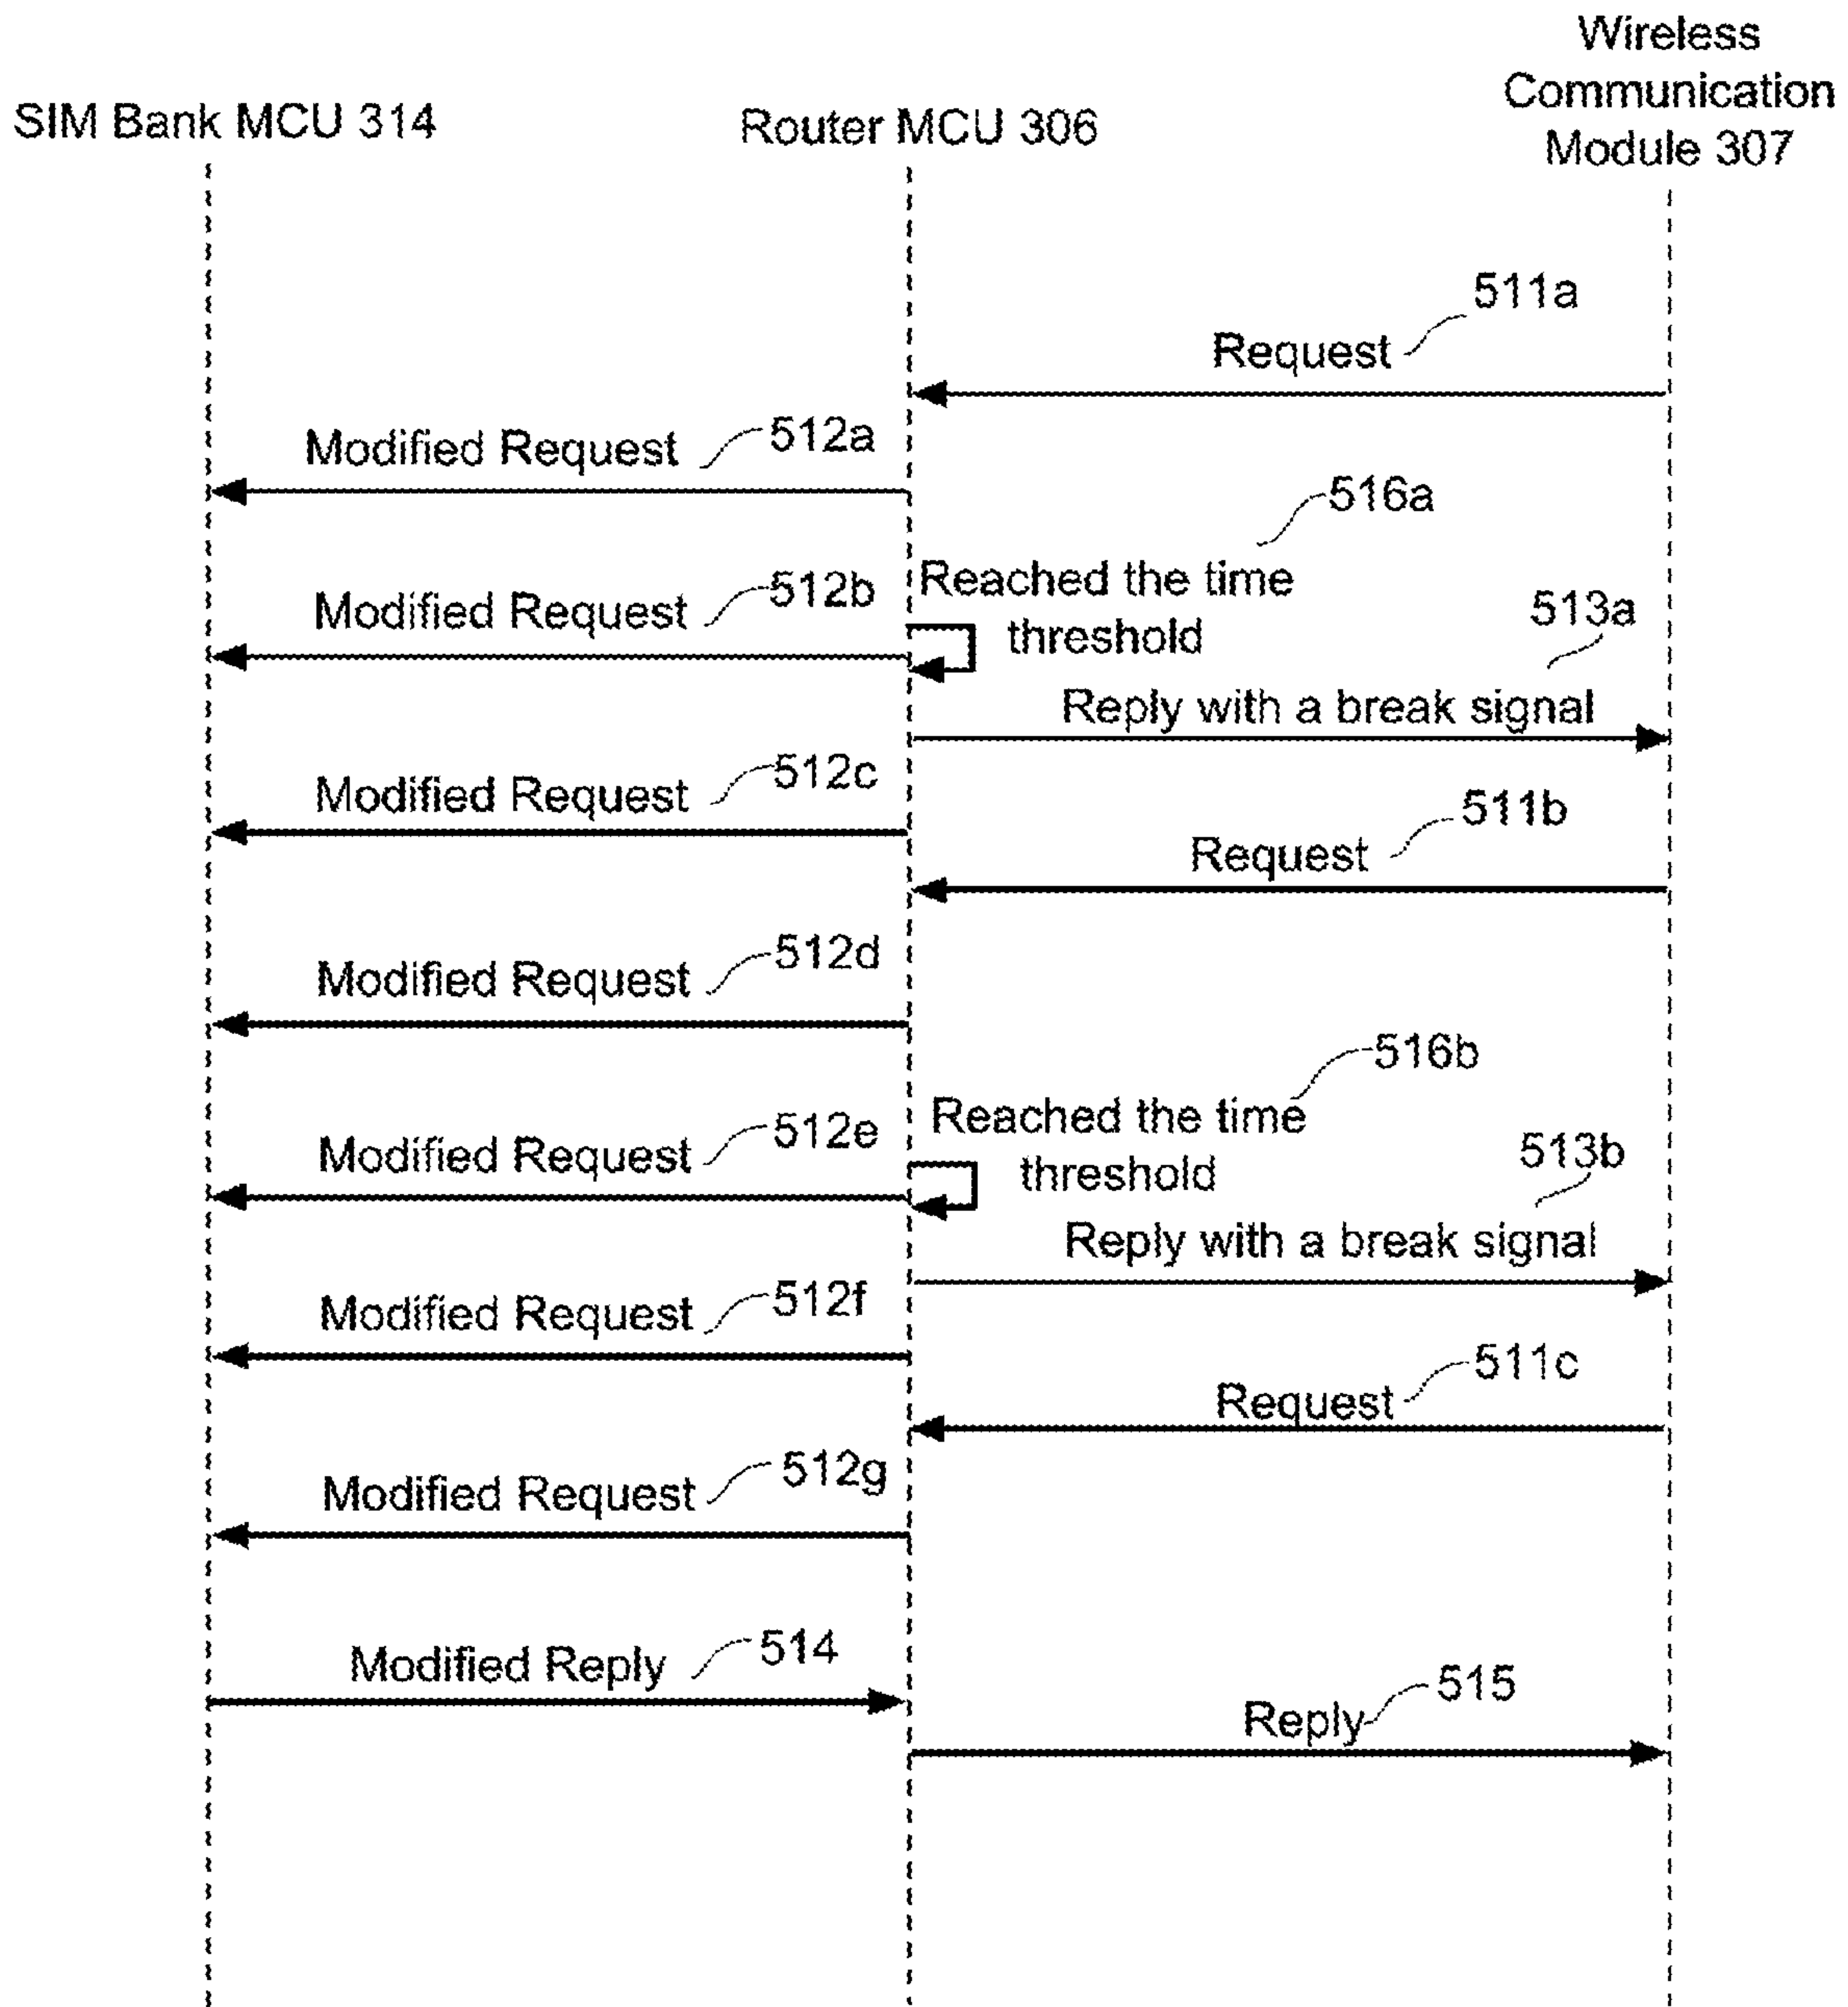 SIM Bank MCU 314
Router MCU 306
Wireless
Communication
Module 307
511a
Request
512a
Modified Request
516a
Reached the time
threshold
512b
Modified Request
513a
Reply with a break signal
512c
Modified Request
511b
Request
512d
Modified Request
516b
Reached the time
threshold
512e
Modified Request
513b
Reply with a break signal
512f
Modified Request
511c
Request
512g
Modified Request
514
Modified Reply
515
Reply